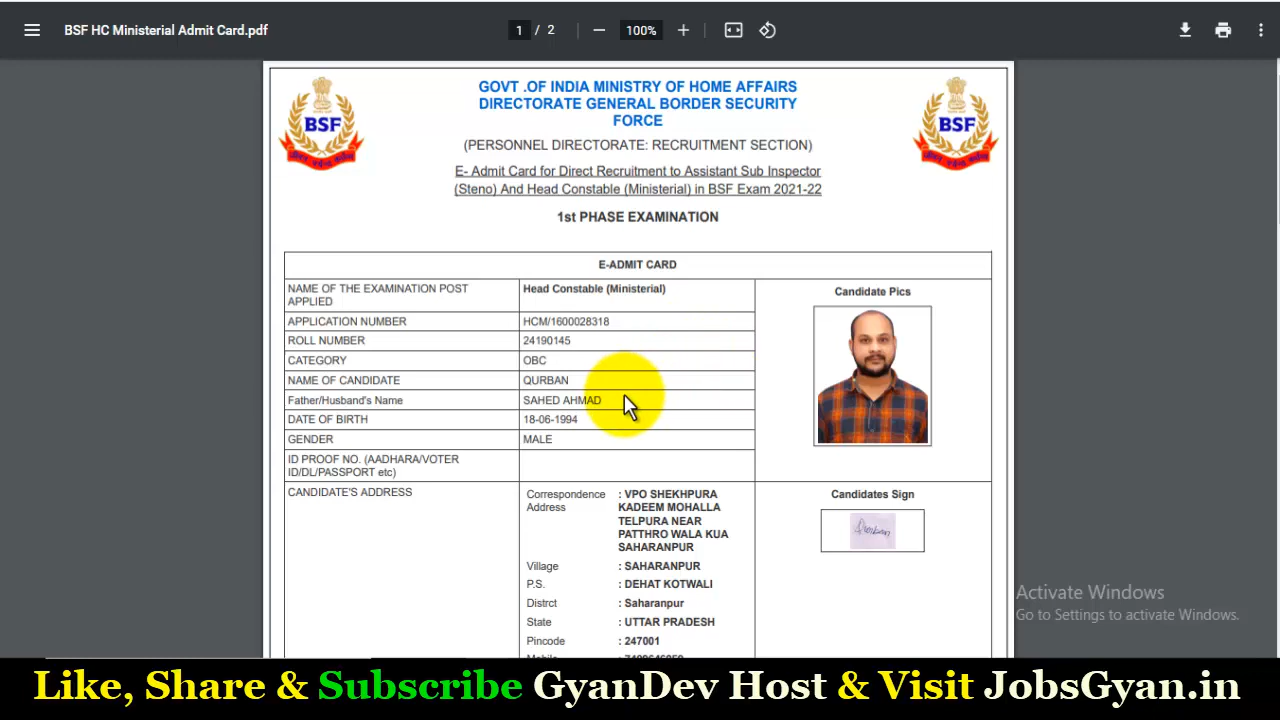 BSF HC Ministerial Admit Card.pdf
1 / 2
100%
GOVT .OF INDIA MINISTRY OF HOME AFFAIRS
DIRECTORATE GENERAL BORDER SECURITY
FORCE
BSF
BSF
(PERSONNEL DIRECTORATE: RECRUITMENT SECTION)
E- Admit Card for Direct Recruitment to Assistant Sub Inspector
(Steno) And Head Constable (Ministerial) in BSF Exam 2021-22
1st PHASE EXAMINATION
E-ADMIT CARD
NAME OF THE EXAMINATION POST
APPLIED
Head Constable (Ministerial)
Candidate Pics
APPLICATION NUMBER HCM/1600028318
ROLL NUMBER 24190145
CATEGORY OBC
NAME OF CANDIDATE QURBAN
Father/Husband's Name SAHED AHMAD
DATE OF BIRTH 18-06-1994
GENDER MALE
ID PROOF NO. (AADHARA/VOTER
ID/DL/PASSPORT etc)
CANDIDATE'S ADDRESS
Correspondence
Address
: VPO SHEKHPURA
KADEEM MOHALLA
TELPURA NEAR
PATTHRO WALA KUA
SAHARANPUR
Village : SAHARANPUR
P.S. : DEHAT KOTWALI
Distrct : Saharanpur
State : UTTAR PRADESH
Pincode : 247001
Candidates Sign
Activate Windows
Go to Settings to activate Windows.
Like, Share & Subscribe GyanDev Host & Visit JobsGyan.in